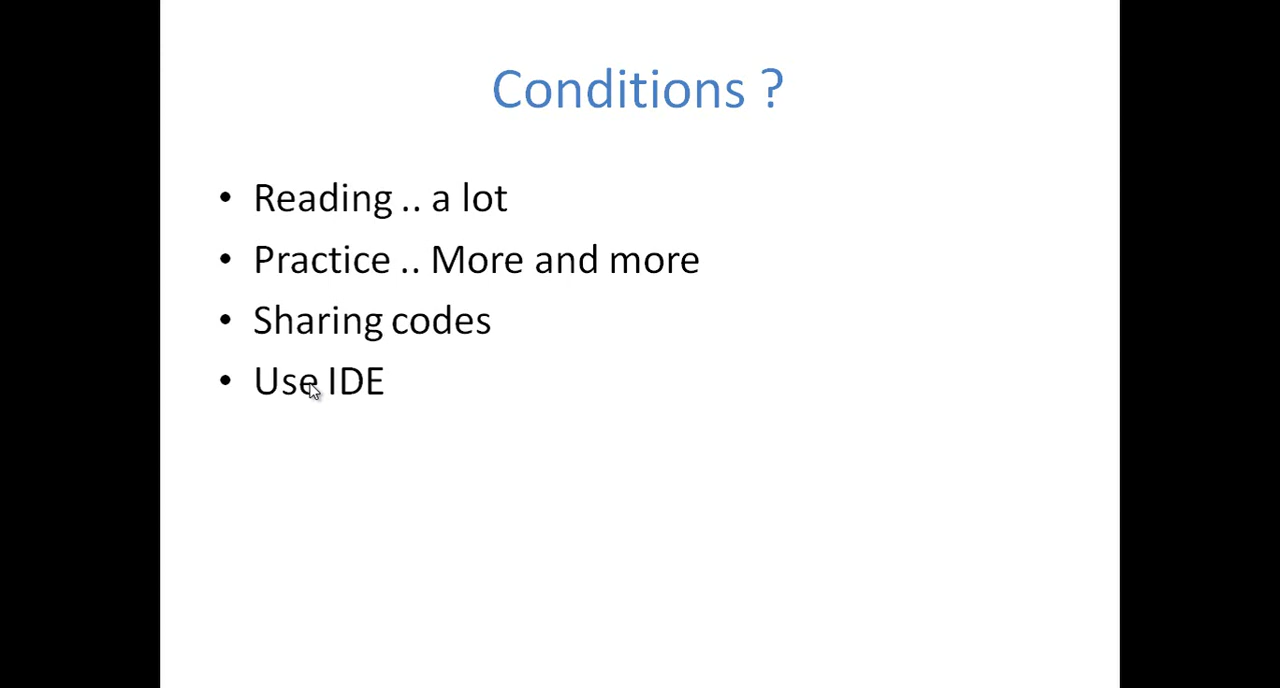 Conditions ?
• Reading .. a lot
• Practice .. More and more
• Sharing codes
• Use IDE